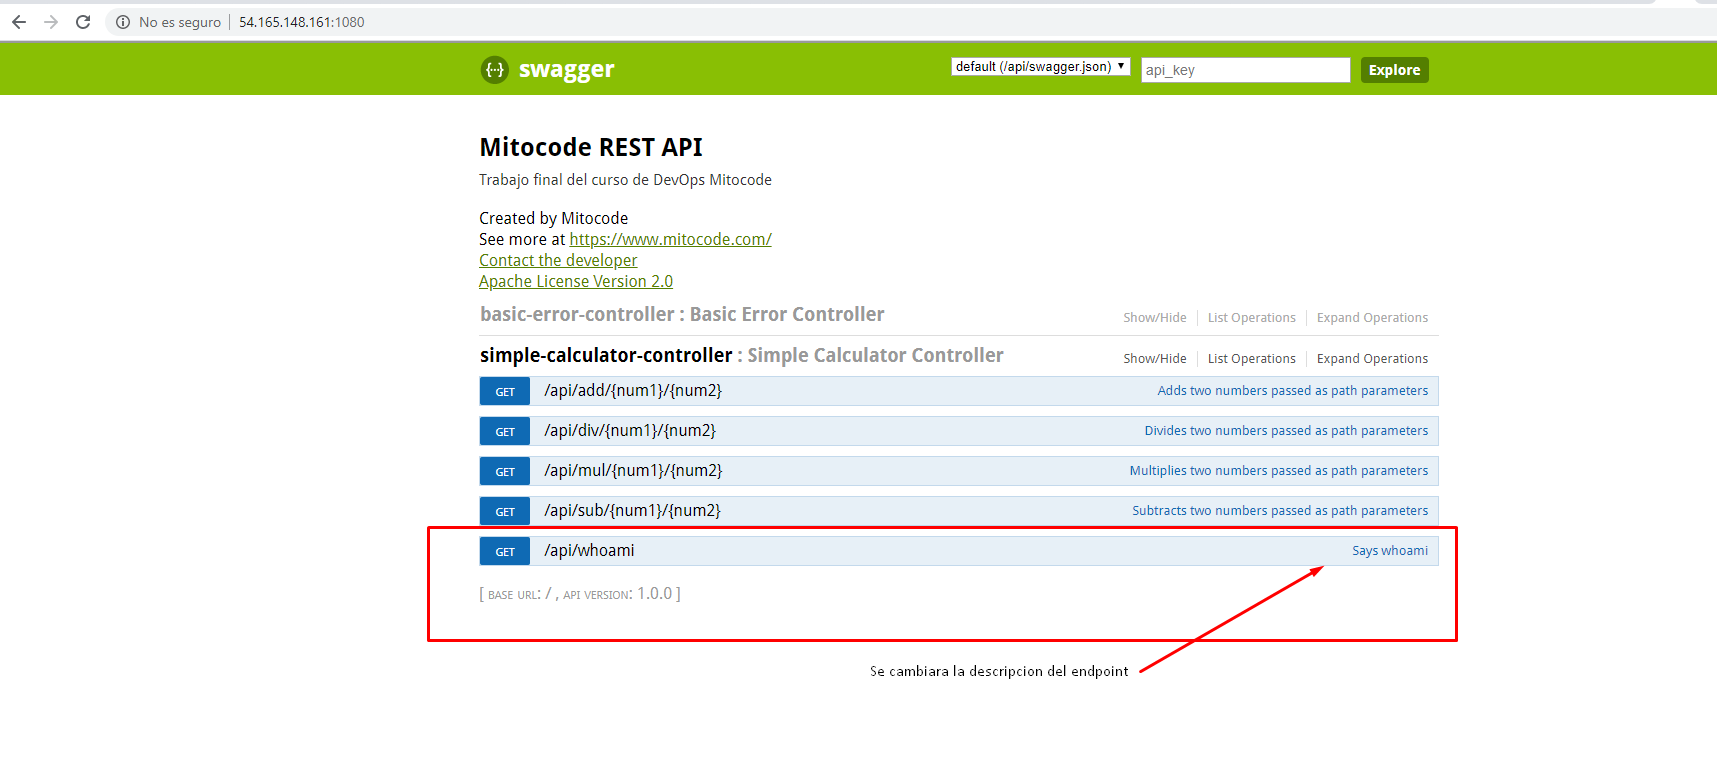 No es seguro | 54.165.148.161:1080
{··} swagger
default (/api/swagger.json)
api_key
Explore
Mitocode REST API
Trabajo final del curso de DevOps Mitocode
Created by Mitocode
See more at https://www.mitocode.com/
Contact the developer
Apache License Version 2.0
basic-error-controller : Basic Error Controller Show/Hide List Operations Expand Operations
simple-calculator-controller : Simple Calculator Controller Show/Hide List Operations Expand Operations
GET /api/add/{num1}/{num2} Adds two numbers passed as path parameters
GET /api/div/{num1}/{num2} Divides two numbers passed as path parameters
GET /api/mul/{num1}/{num2} Multiplies two numbers passed as path parameters
GET /api/sub/{num1}/{num2} Subtracts two numbers passed as path parameters
GET /api/whoami Says whoami
[ BASE URL: / , API VERSION: 1.0.0 ]
Se cambiara la descripcion del endpoint